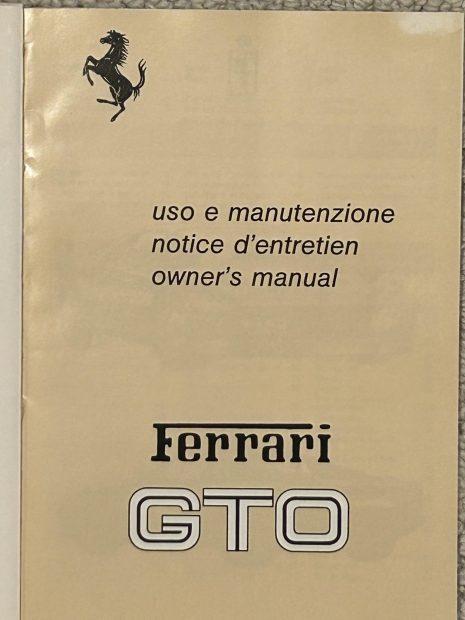 uso e manutenzione
notice d'entretien
owner's manual
Ferrari
GTO